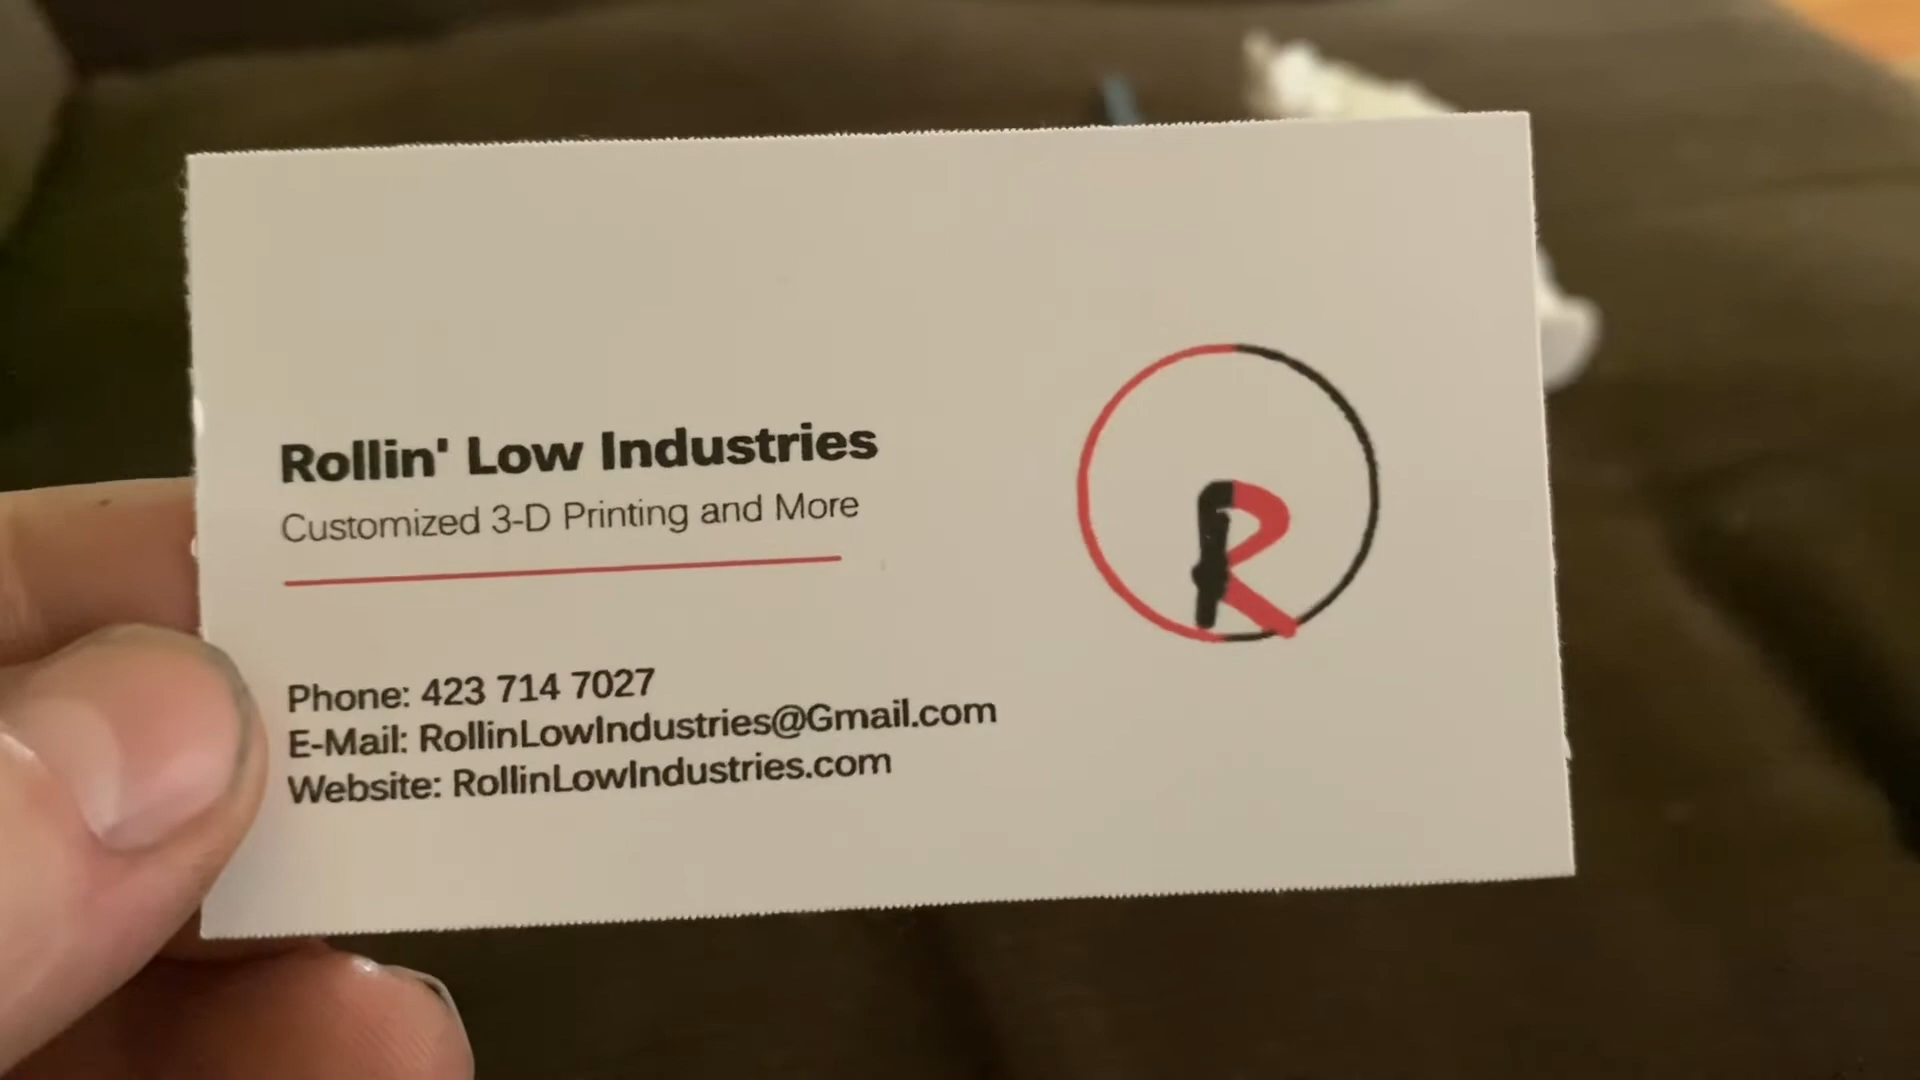 Rollin' Low Industries
Customized 3-D Printing and More
R
Phone: 423 714 7027
E-Mail: RollinLowIndustries@Gmail.com
Website: RollinLowIndustries.com